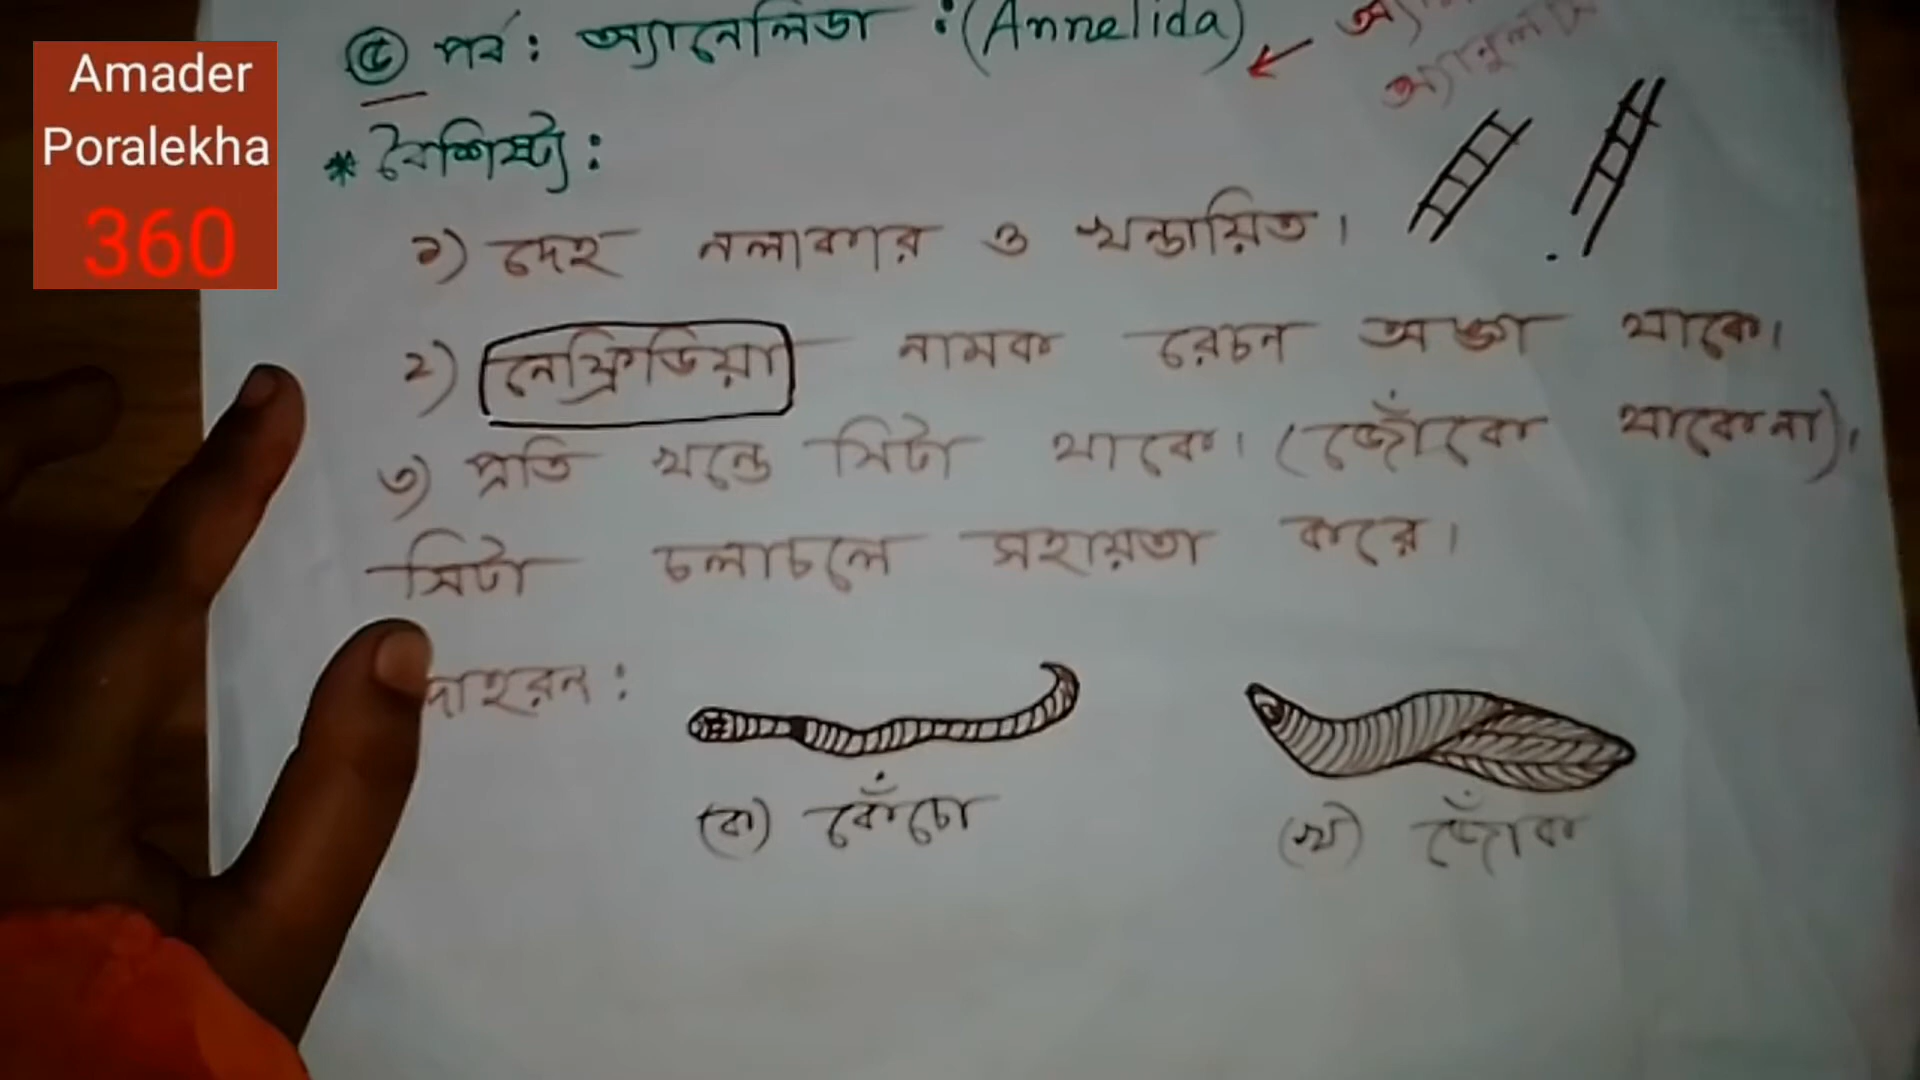 Amader
Poralekha
360
৫ পর্ব : অ্যানেলিডা : (Annelida)
* বৈশিষ্ট্য :
১) দেহ নলাকার ও খন্ডায়িত।
২) নেফ্রিডিয়া নামক রেচন অঙ্গ থাকে।
৩) প্রতি খন্ডে সিটা থাকে। (জোঁকে থাকেনা)।
সিটা চলাচলে সহায়তা করে।
দাহরন :
(ক) কেঁচো
(খ) জোঁক